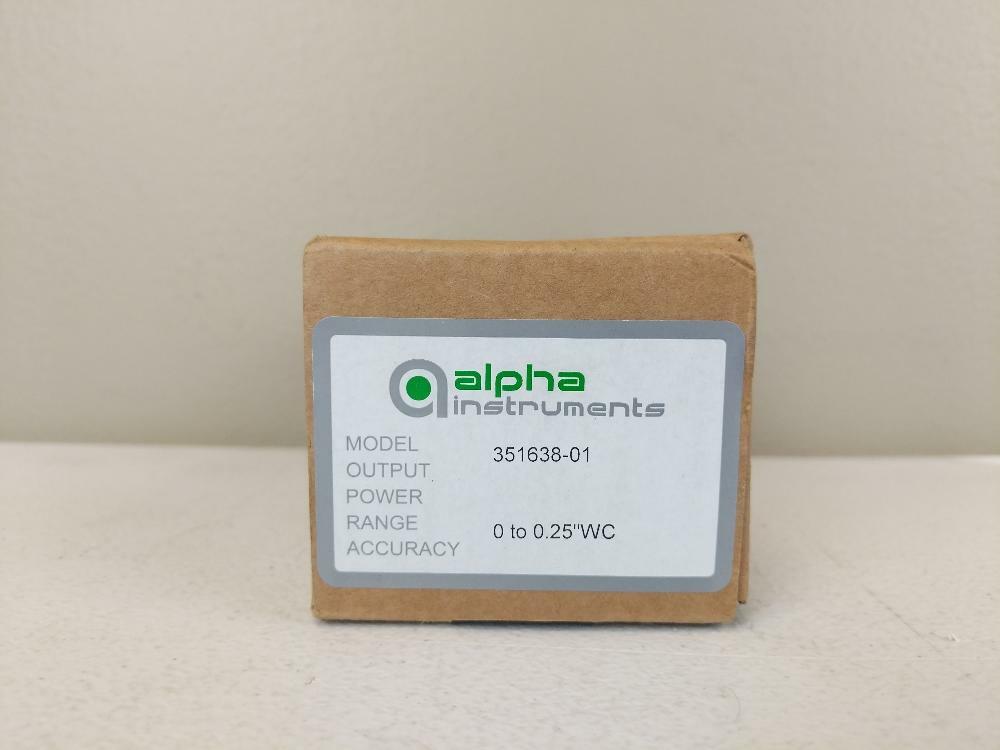 alpha
instruments
MODEL 351638-01
OUTPUT
POWER
RANGE 0 to 0.25"WC
ACCURACY